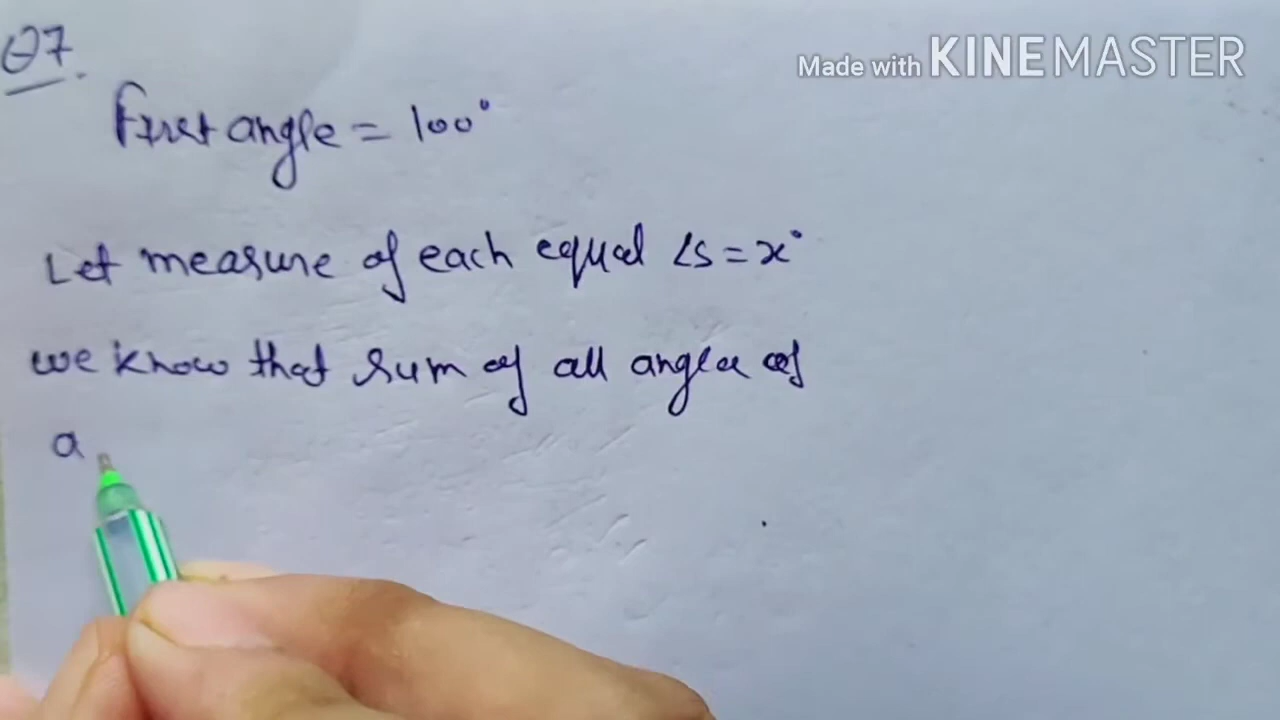 Q7.
Made with KINEMASTER
First angle = 100°
Let measure of each equal ∠s = x°
we know that sum of all angles of
a